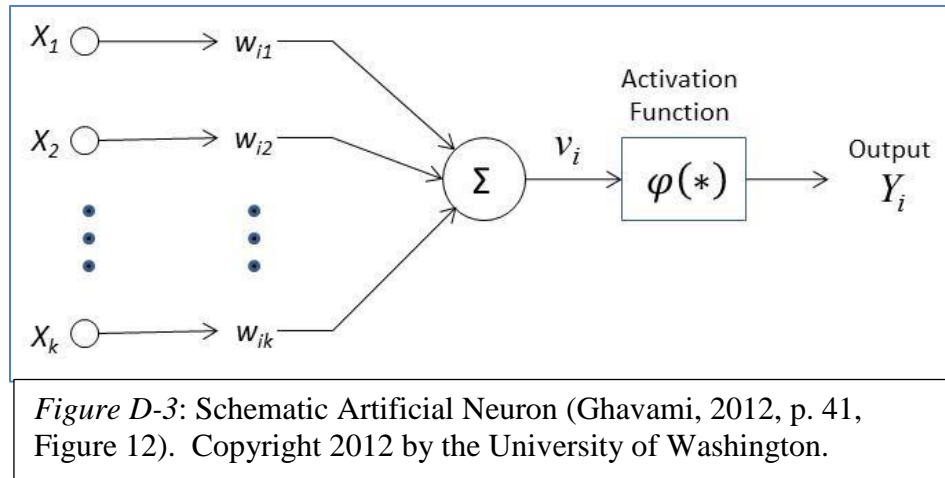 X1 wi1
Activation
Function
X2 wi2
Σ vi φ(*) Output
Yi
Xk wik
Figure D-3: Schematic Artificial Neuron (Ghavami, 2012, p. 41,
Figure 12). Copyright 2012 by the University of Washington.